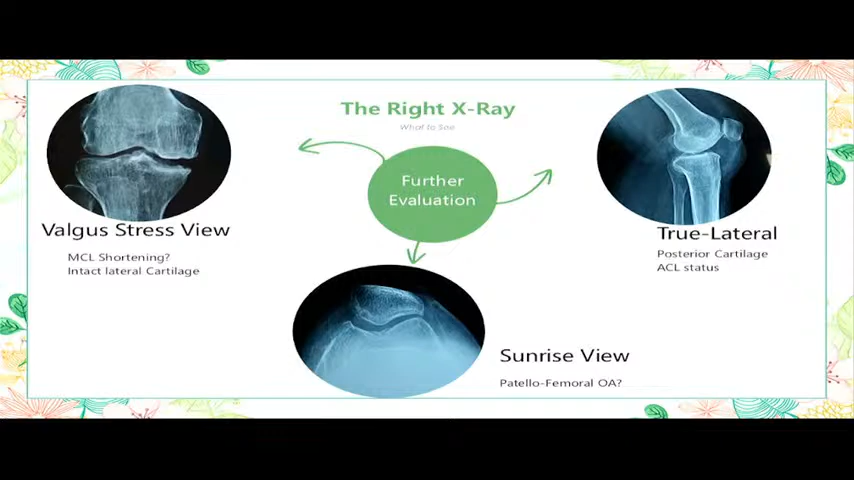 The Right X-Ray
What to See
Further
Evaluation
Valgus Stress View
MCL Shortening?
Intact lateral Cartilage
True-Lateral
Posterior Cartilage
ACL status
Sunrise View
Patello-Femoral OA?